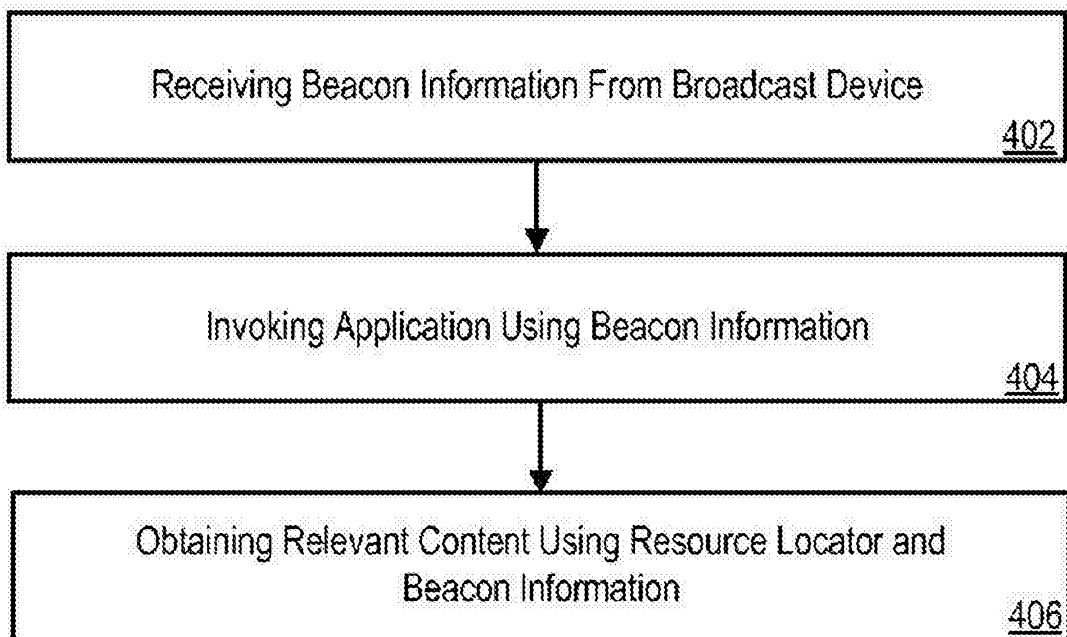 Receiving Beacon Information From Broadcast Device
402
Invoking Application Using Beacon Information
404
Obtaining Relevant Content Using Resource Locator and
Beacon Information
406